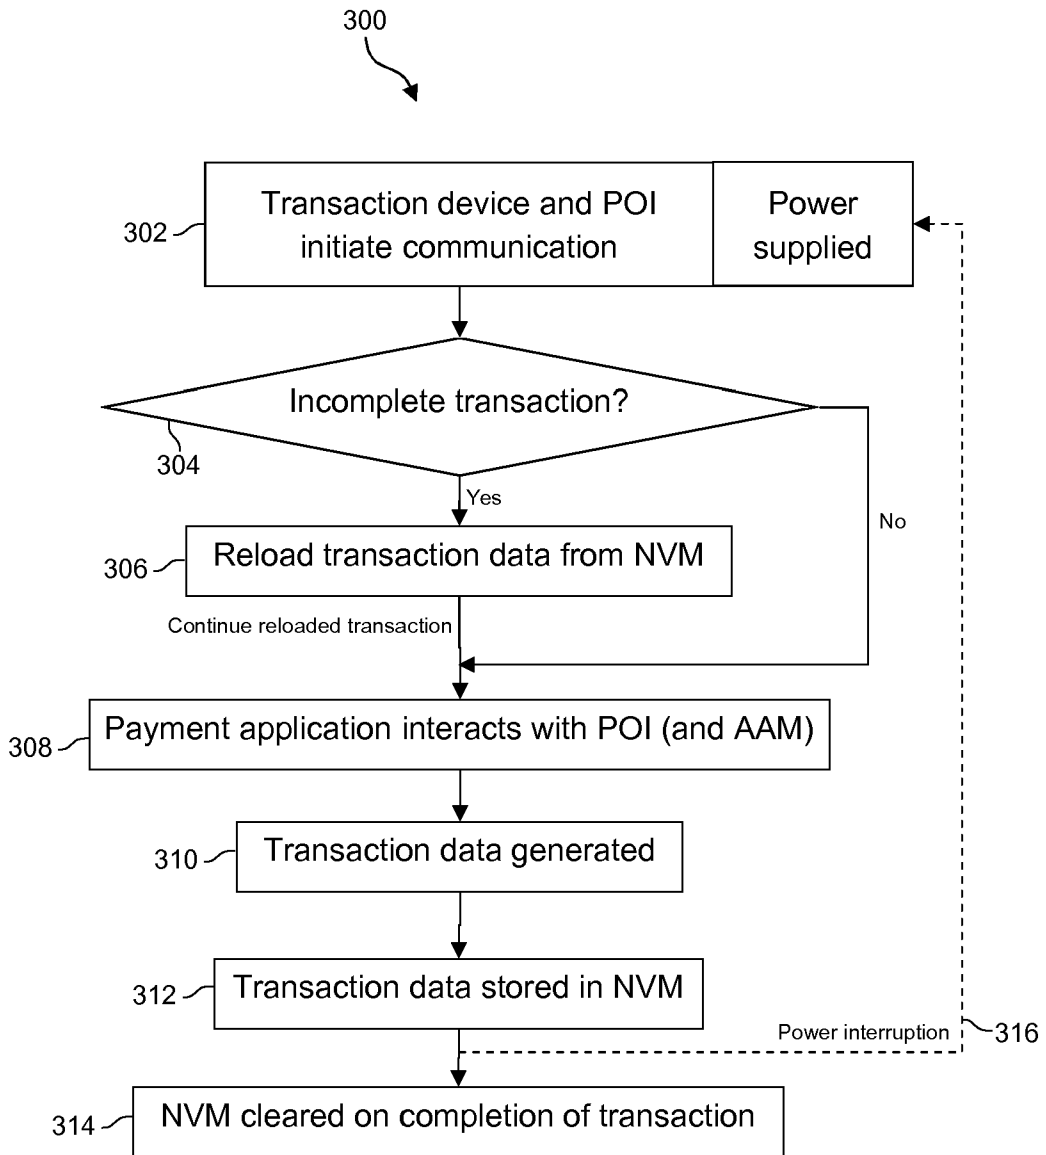 300
Transaction device and POI
initiate communication
Power
supplied
302
Incomplete transaction?
304
Yes
No
Reload transaction data from NVM
306
Continue reloaded transaction
Payment application interacts with POI (and AAM)
308
Transaction data generated
310
Transaction data stored in NVM
312
Power interruption
316
NVM cleared on completion of transaction
314